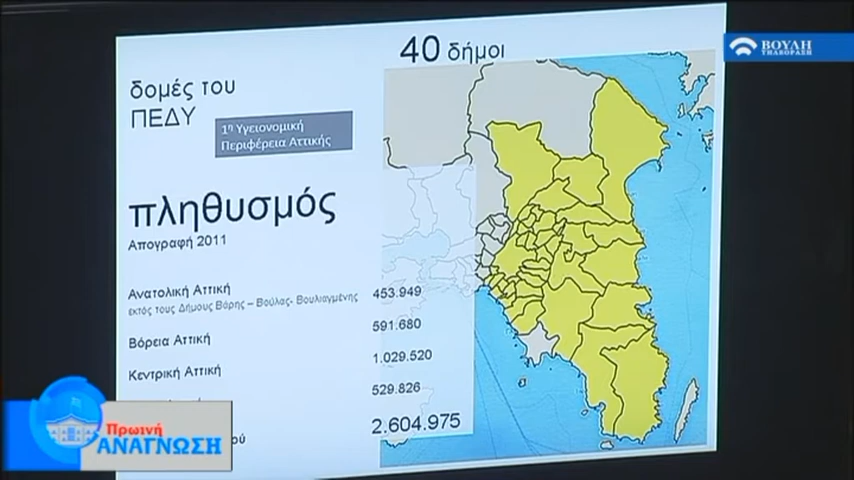 40 δήμοι
ΒΟΥΛΗ
ΤΗΛΕΟΡΑΣΗ
δομές του
ΠΕΔΥ
1η Υγειονομική
Περιφέρεια Αττικής
πληθυσμός
Απογραφή 2011
Ανατολική Αττική 453.949
εκτός τους Δήμους Βάρης – Βούλας- Βουλιαγμένης
Βόρεια Αττική 591.680
Κεντρική Αττική 1.029.520
529.826
2.604.975
Πρωινή
ΑΝΑΓΝΩΣΗ